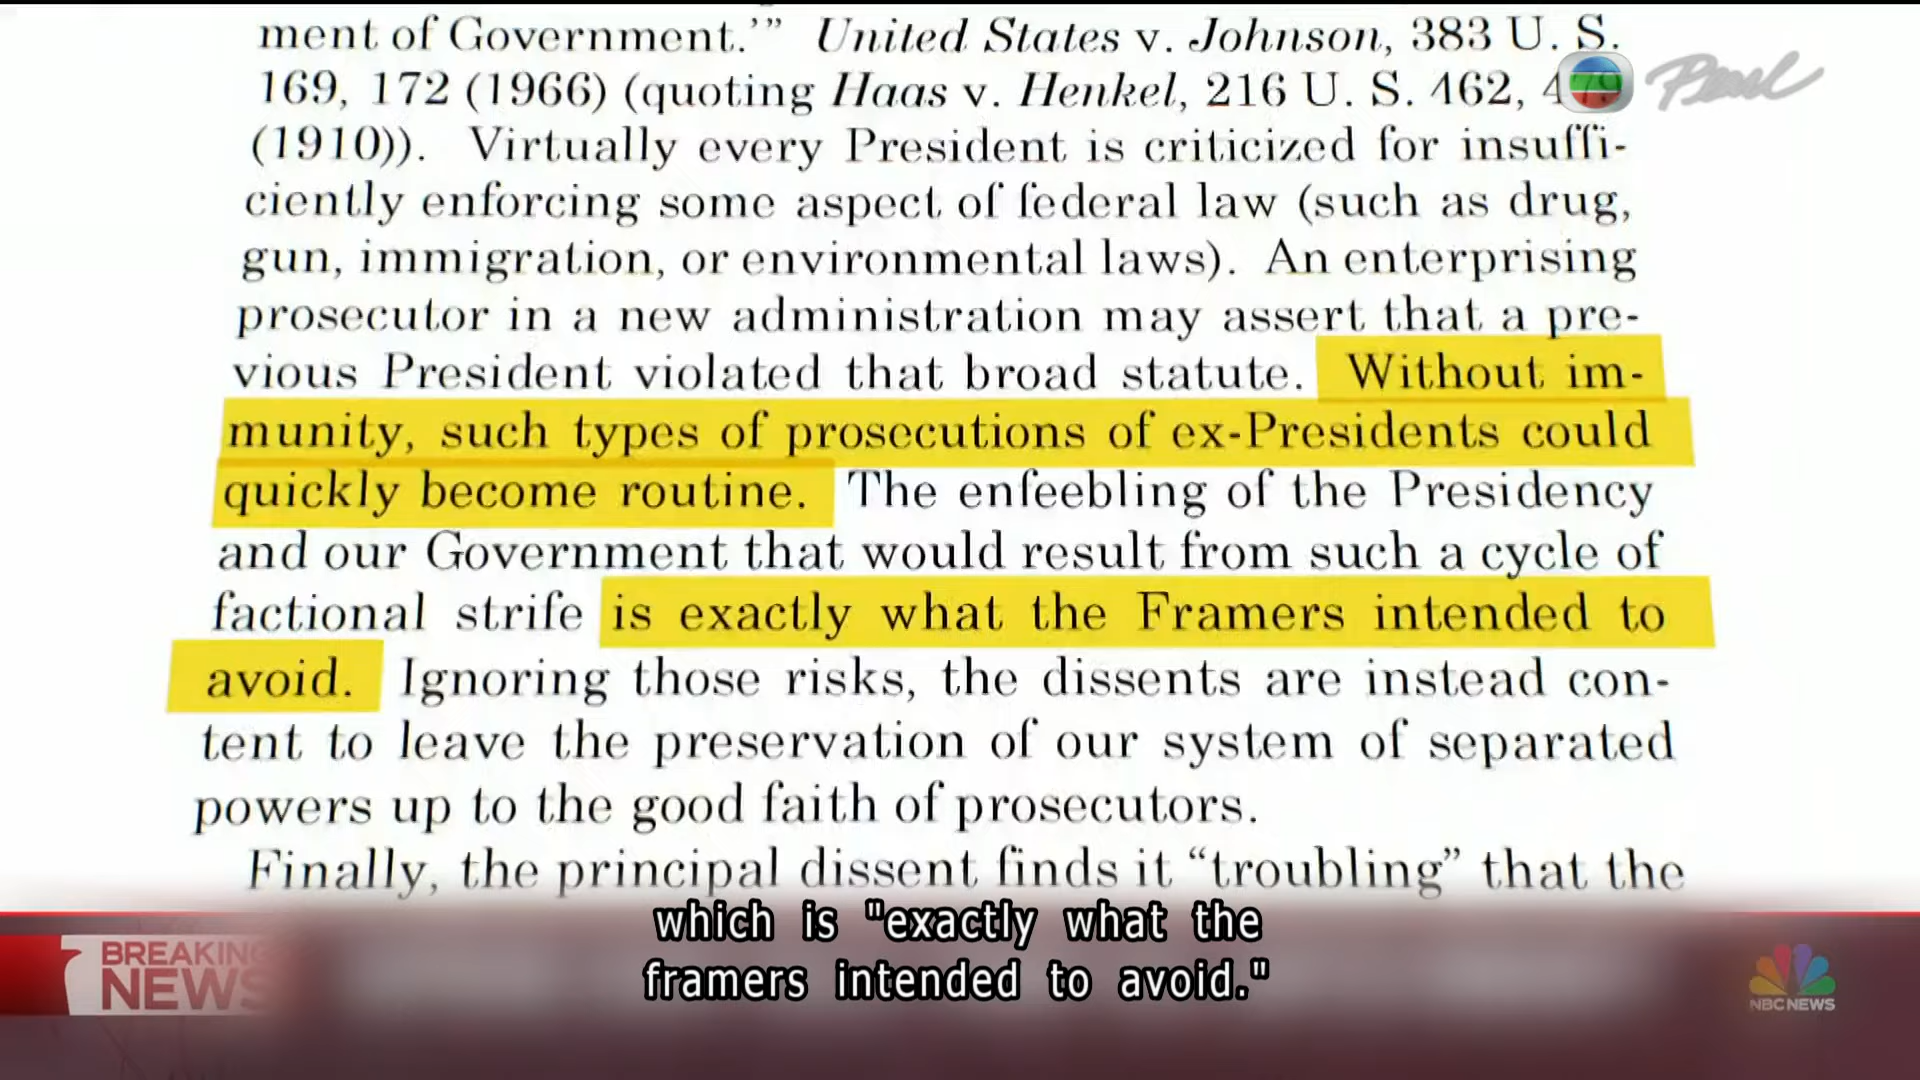 ment of Government.'” United States v. Johnson, 383 U. S.
169, 172 (1966) (quoting Haas v. Henkel, 216 U. S. 462, 479
(1910)). Virtually every President is criticized for insuffi-
ciently enforcing some aspect of federal law (such as drug,
gun, immigration, or environmental laws). An enterprising
prosecutor in a new administration may assert that a pre-
vious President violated that broad statute. Without im-
munity, such types of prosecutions of ex-Presidents could
quickly become routine. The enfeebling of the Presidency
and our Government that would result from such a cycle of
factional strife is exactly what the Framers intended to
avoid. Ignoring those risks, the dissents are instead con-
tent to leave the preservation of our system of separated
powers up to the good faith of prosecutors.
Finally, the principal dissent finds it “troubling” that the
Pearl
which is "exactly what the
framers intended to avoid."
BREAKING
NEWS
NBC NEWS